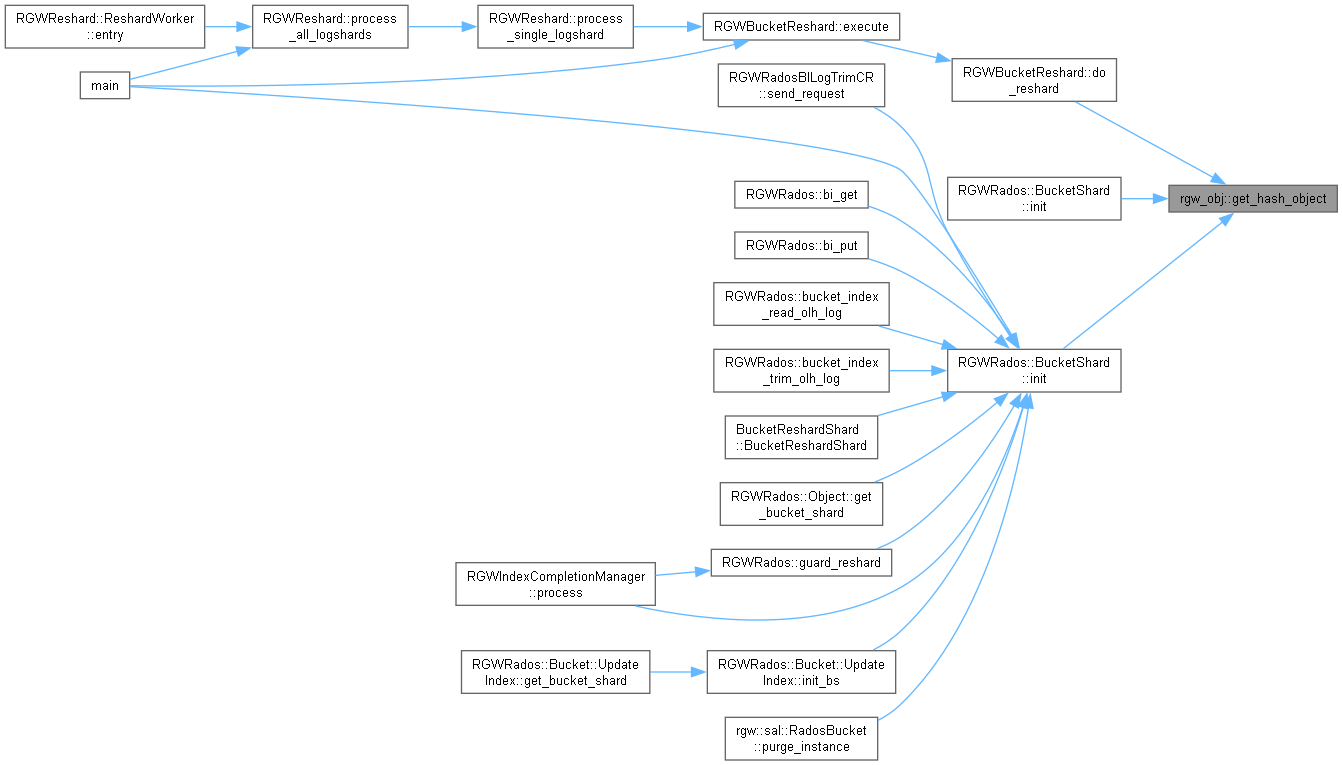 RGWReshard::ReshardWorker
::entry
RGWReshard::process
_all_logshards
RGWReshard::process
_single_logshard
RGWBucketReshard::execute
main
RGWRadosBILogTrimCR
::send_request
RGWBucketReshard::do
_reshard
RGWRados::bi_get
RGWRados::BucketShard
::init
rgw_obj::get_hash_object
RGWRados::bi_put
RGWRados::bucket_index
_read_olh_log
RGWRados::bucket_index
_trim_olh_log
RGWRados::BucketShard
::init
BucketReshardShard
::BucketReshardShard
RGWRados::Object::get
_bucket_shard
RGWRados::guard_reshard
RGWIndexCompletionManager
::process
RGWRados::Bucket::Update
Index::get_bucket_shard
RGWRados::Bucket::Update
Index::init_bs
rgw::sal::RadosBucket
::purge_instance